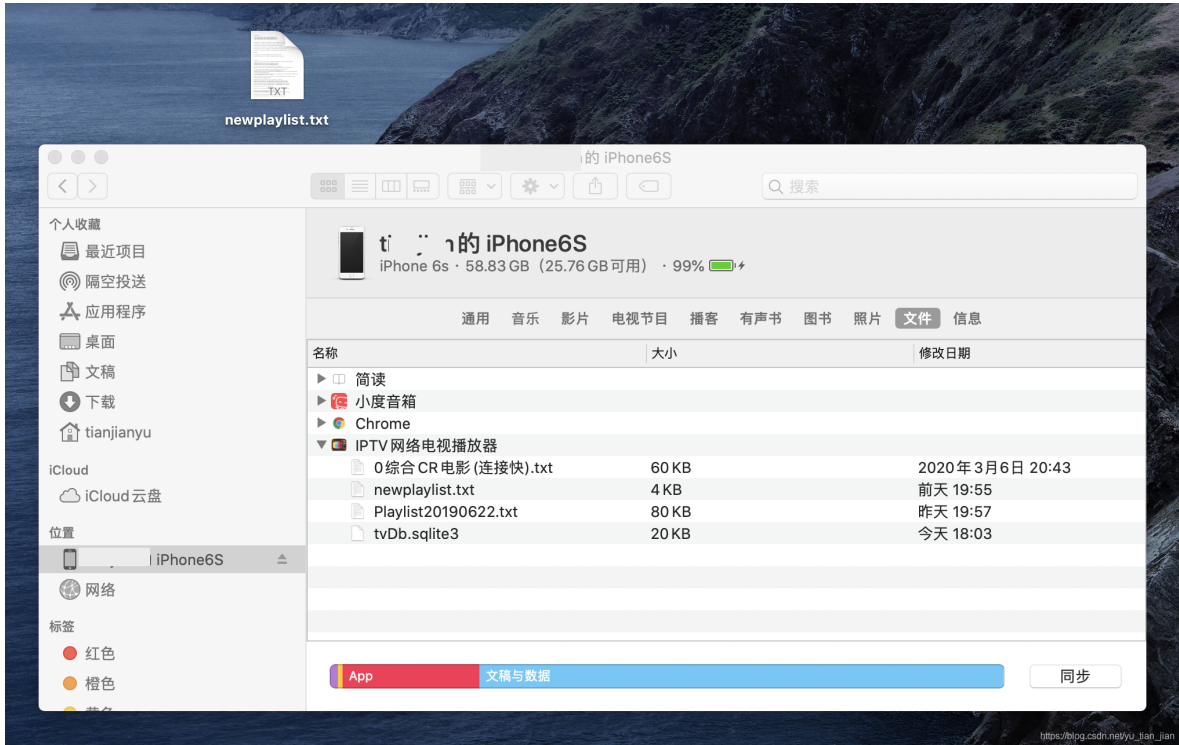 TXT
newplaylist.txt
的 iPhone6S
搜索
个人收藏
最近项目
隔空投送
应用程序
桌面
文稿
下载
tianjianyu
iCloud
iCloud 云盘
位置
iPhone6S
网络
标签
红色
橙色
的 iPhone6S
iPhone 6s · 58.83 GB（25.76 GB 可用） · 99%
通用 音乐 影片 电视节目 播客 有声书 图书 照片 文件 信息
名称 大小 修改日期
简读
小度音箱
Chrome
IPTV 网络电视播放器
0综合CR电影(连接快).txt 60 KB 2020年3月6日 20:43
newplaylist.txt 4 KB 前天 19:55
Playlist20190622.txt 80 KB 昨天 19:57
tvDb.sqlite3 20 KB 今天 18:03
App 文稿与数据 同步
https://blog.csdn.net/yu_tian_jian